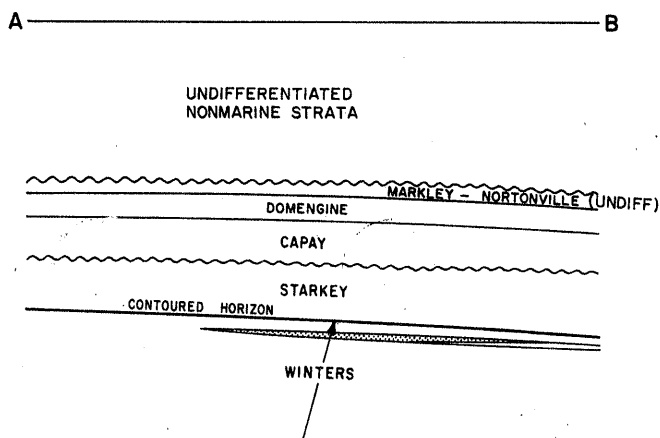 A
B
UNDIFFERENTIATED
NONMARINE STRATA
MARKLEY – NORTONVILLE (UNDIFF)
DOMENGINE
CAPAY
STARKEY
CONTOURED HORIZON
WINTERS